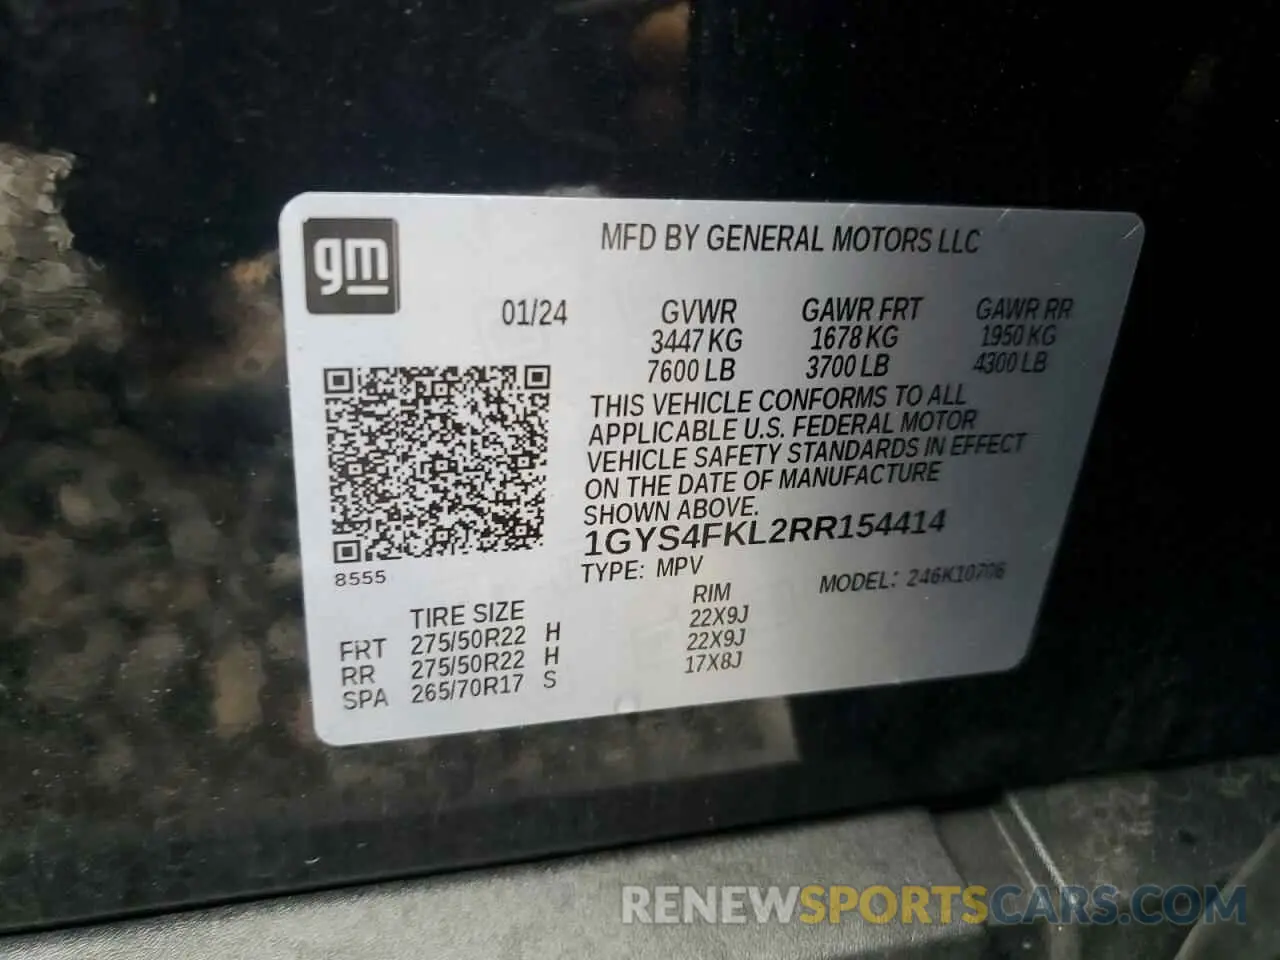 gm
MFD BY GENERAL MOTORS LLC
01/24 GVWR GAWR FRT GAWR RR
3447 KG 1678 KG 1950 KG
7600 LB 3700 LB 4300 LB
THIS VEHICLE CONFORMS TO ALL
APPLICABLE U.S. FEDERAL MOTOR
VEHICLE SAFETY STANDARDS IN EFFECT
ON THE DATE OF MANUFACTURE
SHOWN ABOVE.
1GYS4FKL2RR154414
8555
TYPE: MPV MODEL: 246K10706
TIRE SIZE RIM
FRT 275/50R22 H 22X9J
RR 275/50R22 H 22X9J
SPA 265/70R17 S 17X8J
RENEWSPORTSCARS.COM